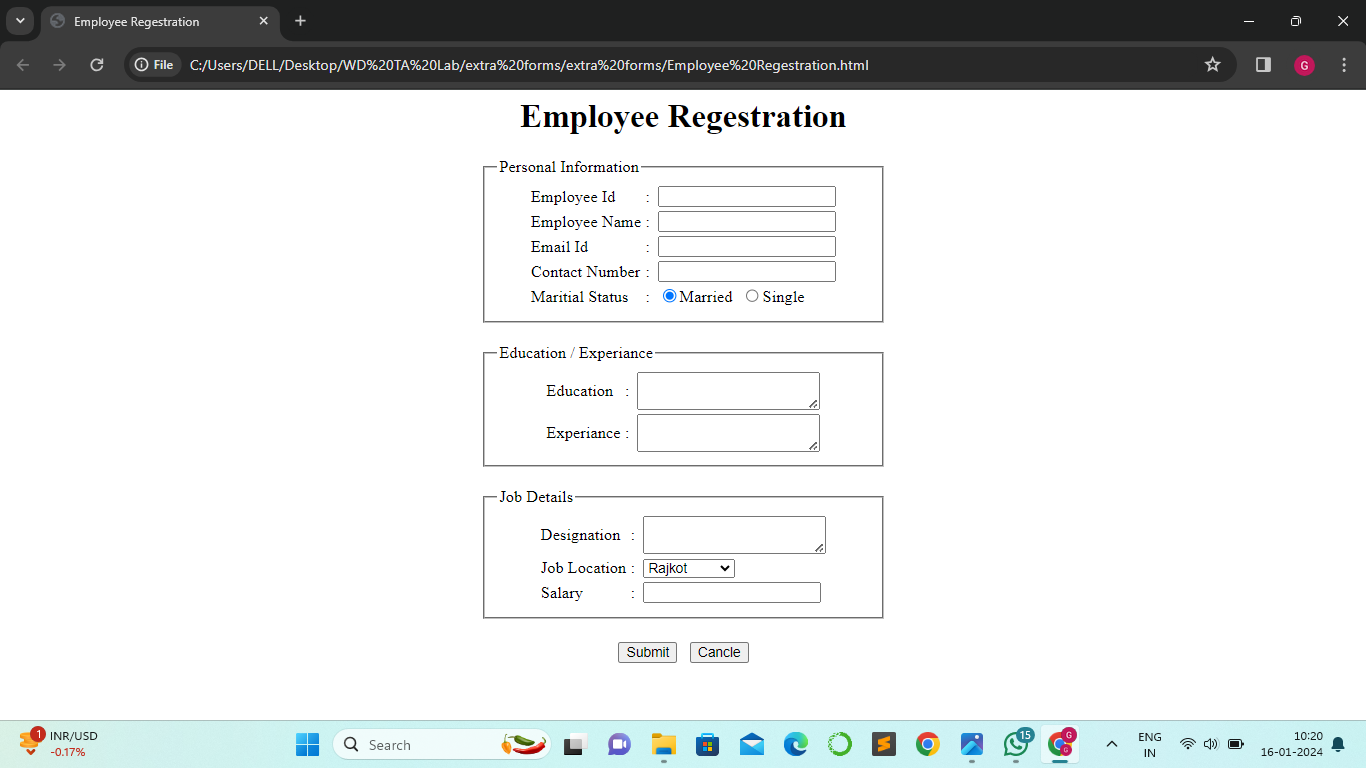 Employee Regestration
File C:/Users/DELL/Desktop/WD%20TA%20Lab/extra%20forms/extra%20forms/Employee%20Regestration.html G
Employee Regestration
Personal Information
Employee Id :
Employee Name :
Email Id :
Contact Number :
Maritial Status : Married Single
Education / Experiance
Education :
Experiance :
Job Details
Designation :
Job Location : Rajkot
Salary :
Submit Cancle
1 INR/USD
-0.17%
Search
15
G
G
ENG
IN
10:20
16-01-2024